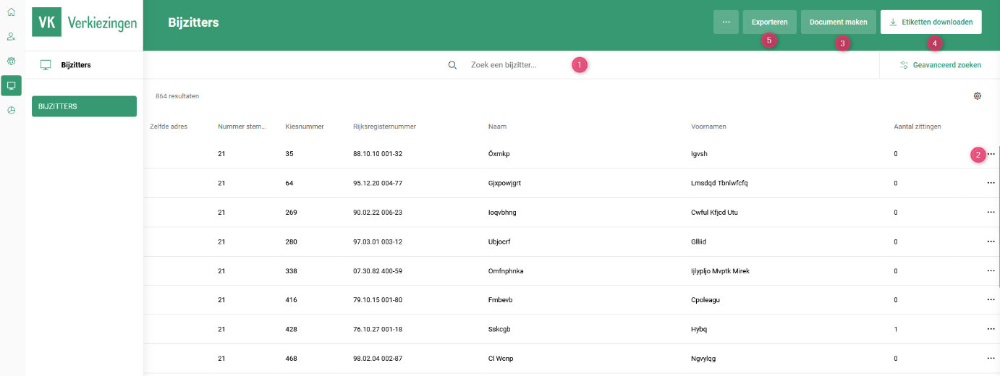 VK Verkiezingen
Bijzitters
... Exporteren Document maken Etiketten downloaden
5 3 4
Bijzitters
Zoek een bijzitter... 1
Geavanceerd zoeken
BIJZITTERS
864 resultaten
Zelfde adres Nummer stem... Kiesnummer Rijksregisternummer Naam Voornamen Aantal zittingen
21 35 88.10.10 001-32 Öxmkp Igvsh 0 2 ...
21 64 95.12.20 004-77 Gjxpowjgrt Lmsdqd Tbnlwfcfq 0 ...
21 269 90.02.22 006-23 Ioqvbhng Cwful Kfjcd Utu 0 ...
21 280 97.03.01 003-12 Ubjocrf Glliid 0 ...
21 338 07.30.82 400-59 Omfnphnka Ijlypljo Mvptk Mirek 0 ...
21 416 79.10.15 001-80 Fmbevb Cpoleagu 0 ...
21 428 76.10.27 001-18 Sskcgb Hybq 1 ...
21 468 98.02.04 002-87 Cl Wcnp Ngvylqg 0 ...